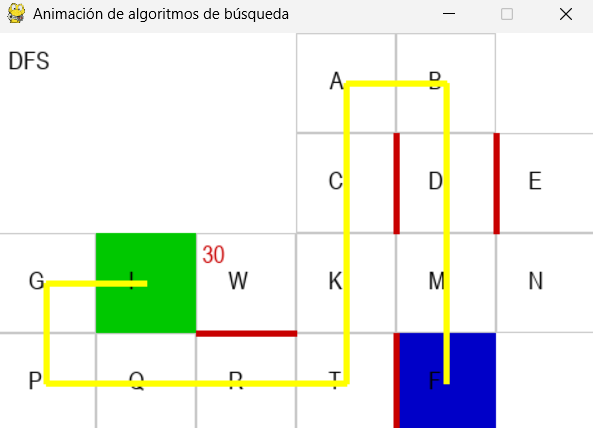 Animación de algoritmos de búsqueda
DFS
A B
C D E
G I 30 W K M N
P Q R T F